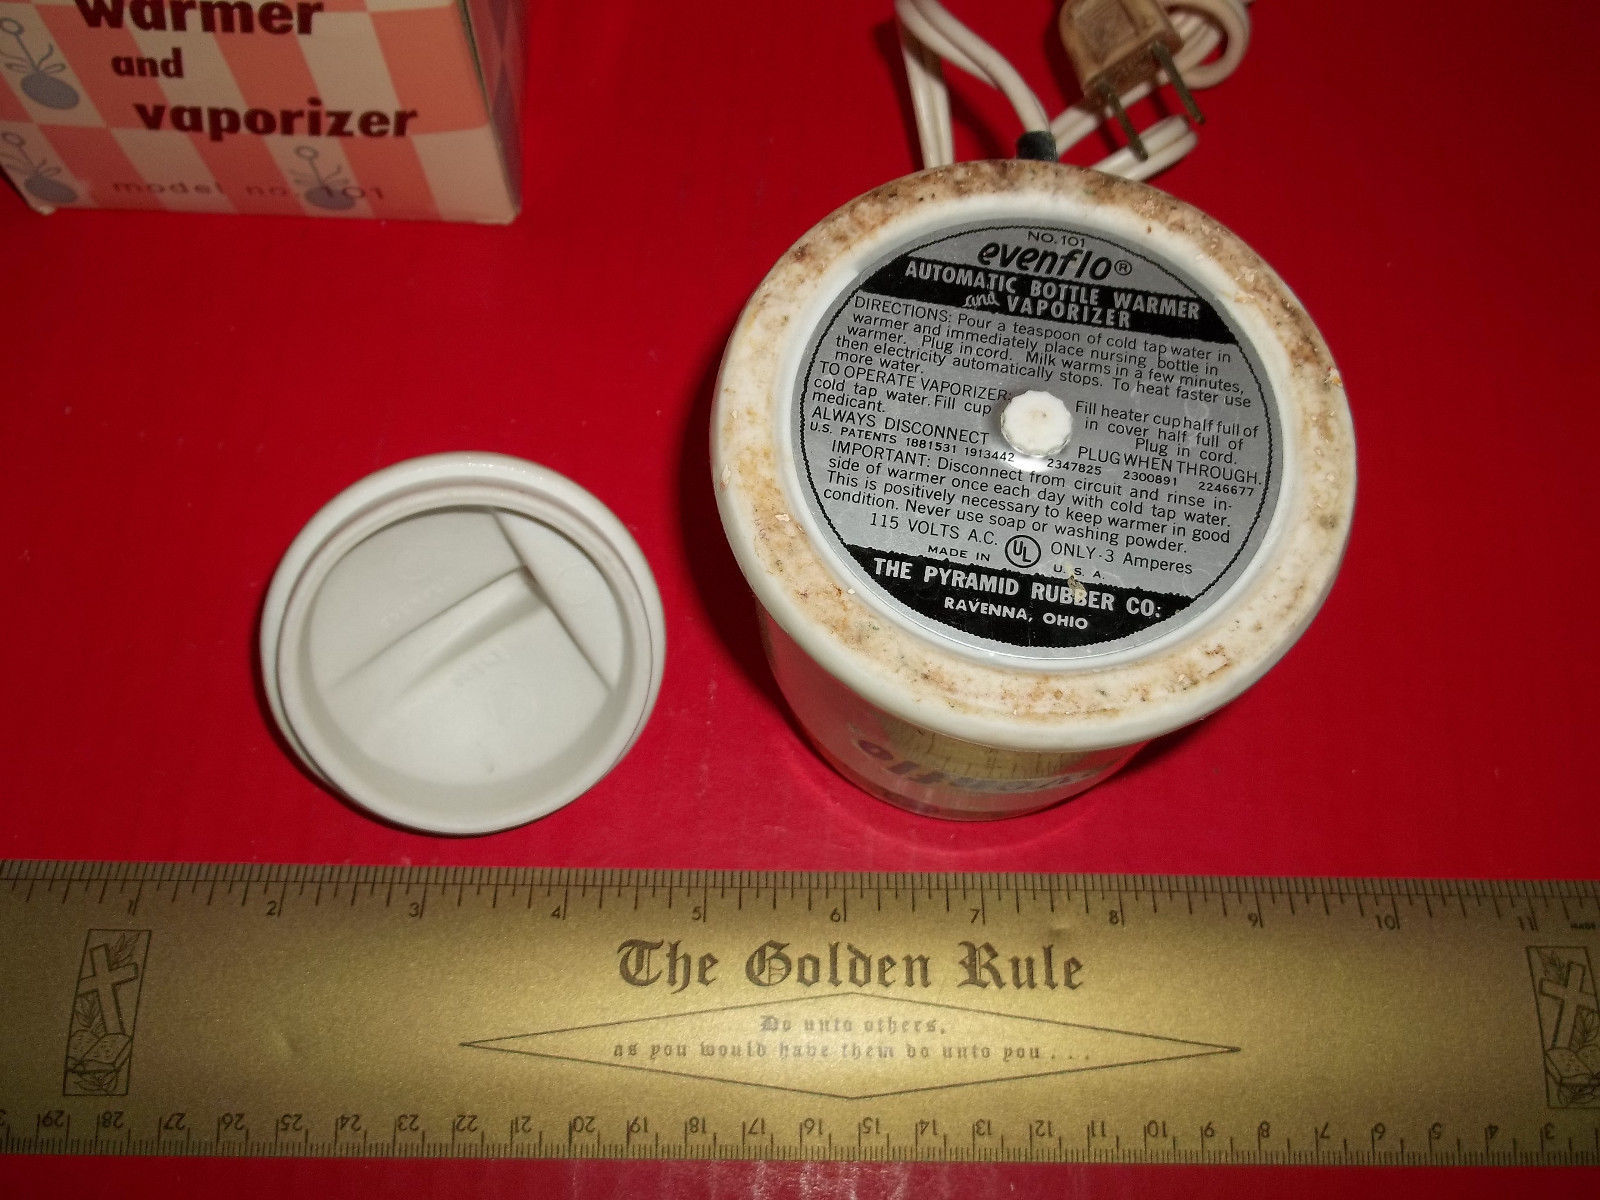 warmer
and
vaporizer
model no. 101
NO. 101
evenflo®
AUTOMATIC BOTTLE WARMER
and VAPORIZER
DIRECTIONS: Pour a teaspoon of cold tap water in
warmer and immediately place nursing bottle in
warmer. Plug in cord. Milk warms in a few minutes,
then electricity automatically stops. To heat faster use
more water.
TO OPERATE VAPORIZER: Fill heater cup half full of
cold tap water. Fill cup in cover half full of
medicant. Plug in cord.
ALWAYS DISCONNECT PLUG WHEN THROUGH.
U.S. PATENTS 1881531 1913442 2347825 2300891 2246677
IMPORTANT: Disconnect from circuit and rinse in-
side of warmer once each day with cold tap water.
This is positively necessary to keep warmer in good
condition. Never use soap or washing powder.
115 VOLTS A.C. UL ONLY-3 Amperes
MADE IN U.S.A.
THE PYRAMID RUBBER CO:
RAVENNA, OHIO
1 2 3 4 5 6 7 8 9 10 11 MADE
The Golden Rule
Do unto others,
as you would have them do unto you . . .
29 28 27 26 25 24 23 22 21 20 19 18 17 16 15 14 13 12 11 10 9 8 7 6 5 4 3